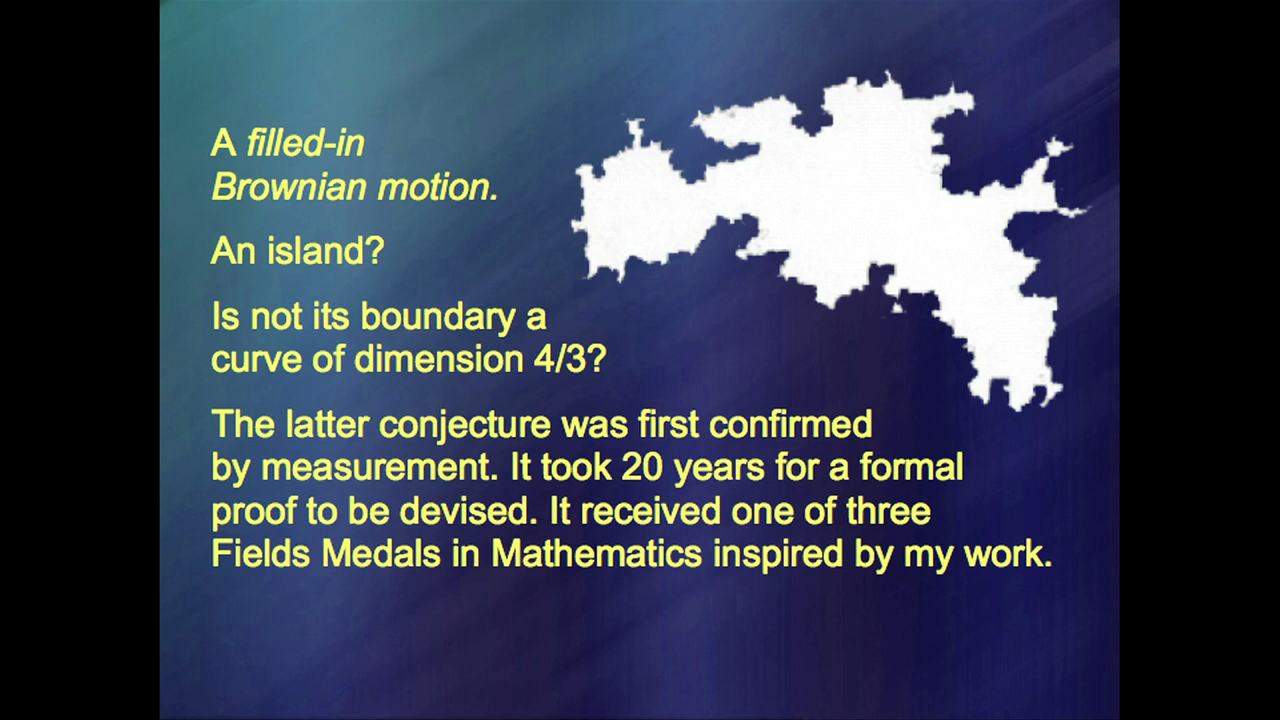 A filled-in
Brownian motion.
An island?
Is not its boundary a
curve of dimension 4/3?
The latter conjecture was first confirmed
by measurement. It took 20 years for a formal
proof to be devised. It received one of three
Fields Medals in Mathematics inspired by my work.